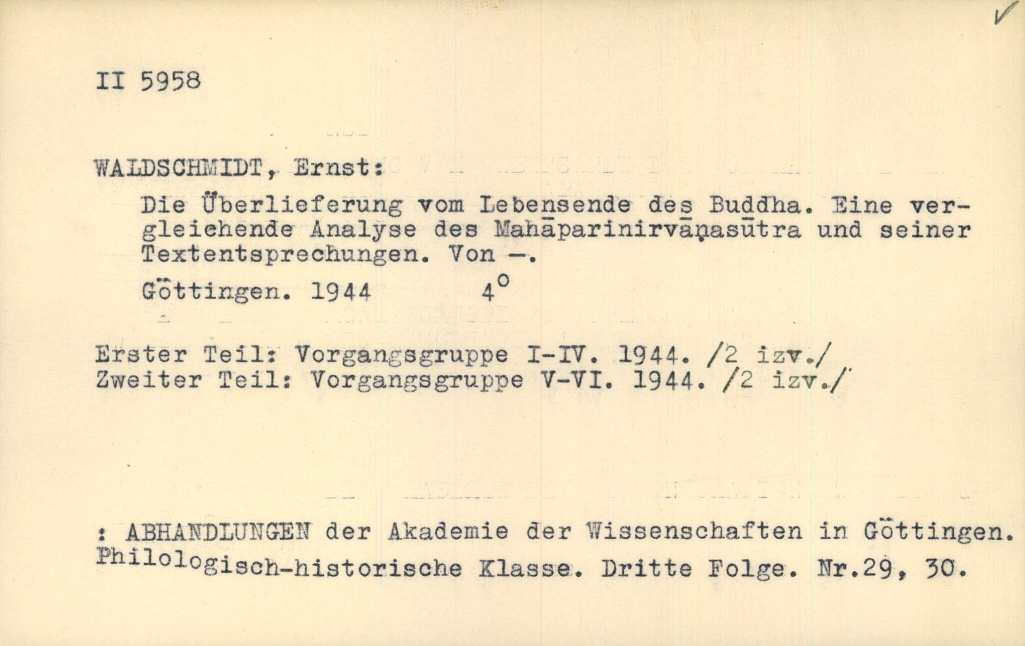 II 5958
WALDSCHMIDT, Ernst:
Die Überlieferung vom Lebensende des Buddha. Eine ver-
gleichende Analyse des Mahāparinirvāṇasūtra und seiner
Textentsprechungen. Von —.
Göttingen. 1944 4°
Erster Teil: Vorgangsgruppe I-IV. 1944. /2 izv./
Zweiter Teil: Vorgangsgruppe V-VI. 1944. /2 izv./
: ABHANDLUNGEN der Akademie der Wissenschaften in Göttingen.
Philologisch-historische Klasse. Dritte Folge. Nr.29, 30.